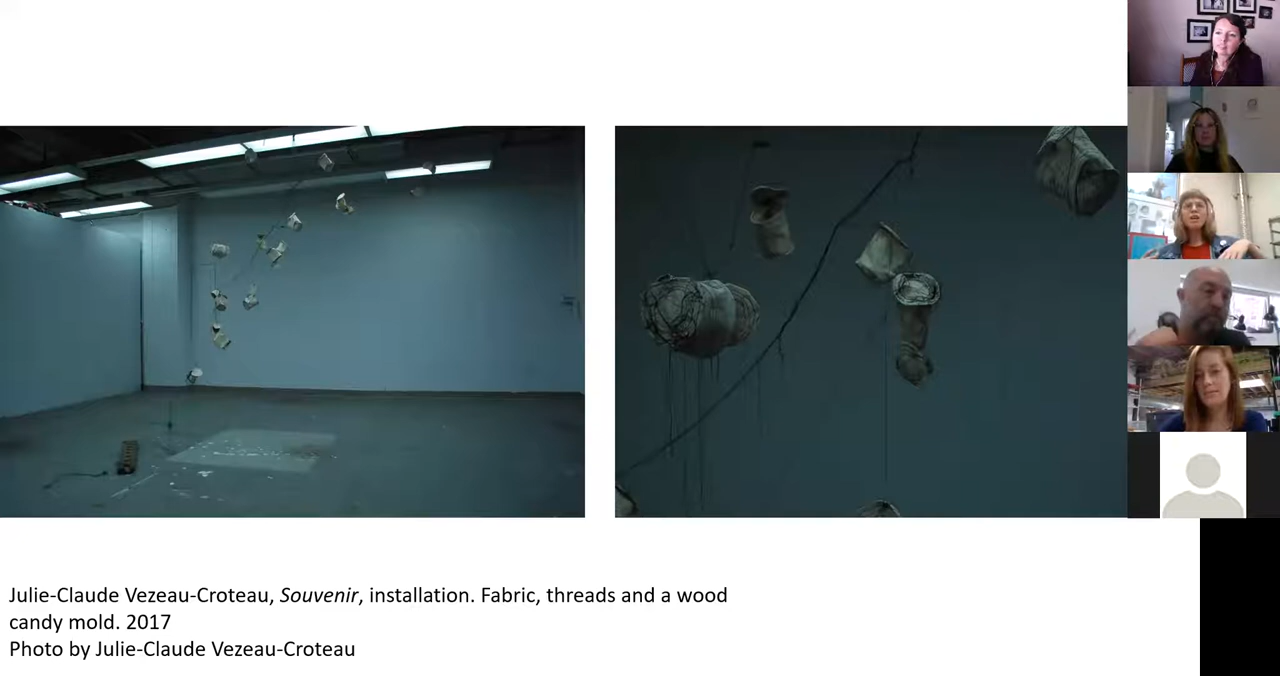 Julie-Claude Vezeau-Croteau, Souvenir, installation. Fabric, threads and a wood
candy mold. 2017
Photo by Julie-Claude Vezeau-Croteau